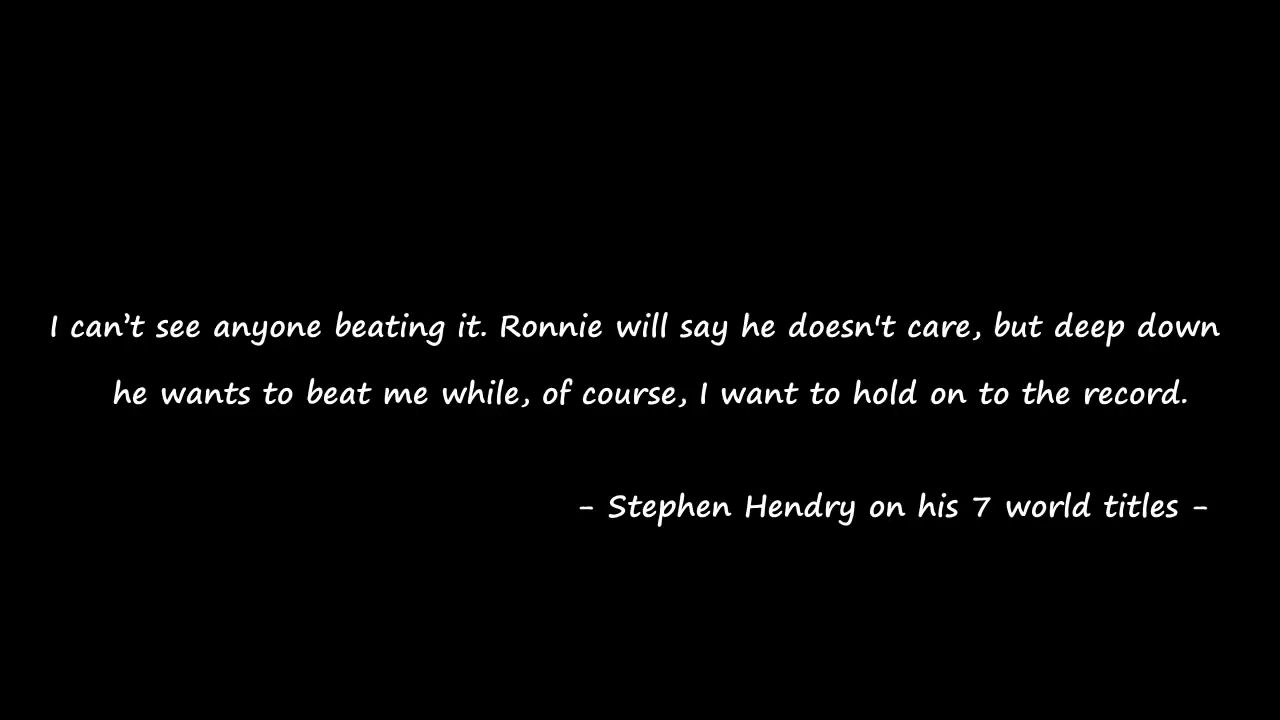 I can’t see anyone beating it. Ronnie will say he doesn't care, but deep down
he wants to beat me while, of course, I want to hold on to the record.
- Stephen Hendry on his 7 world titles -